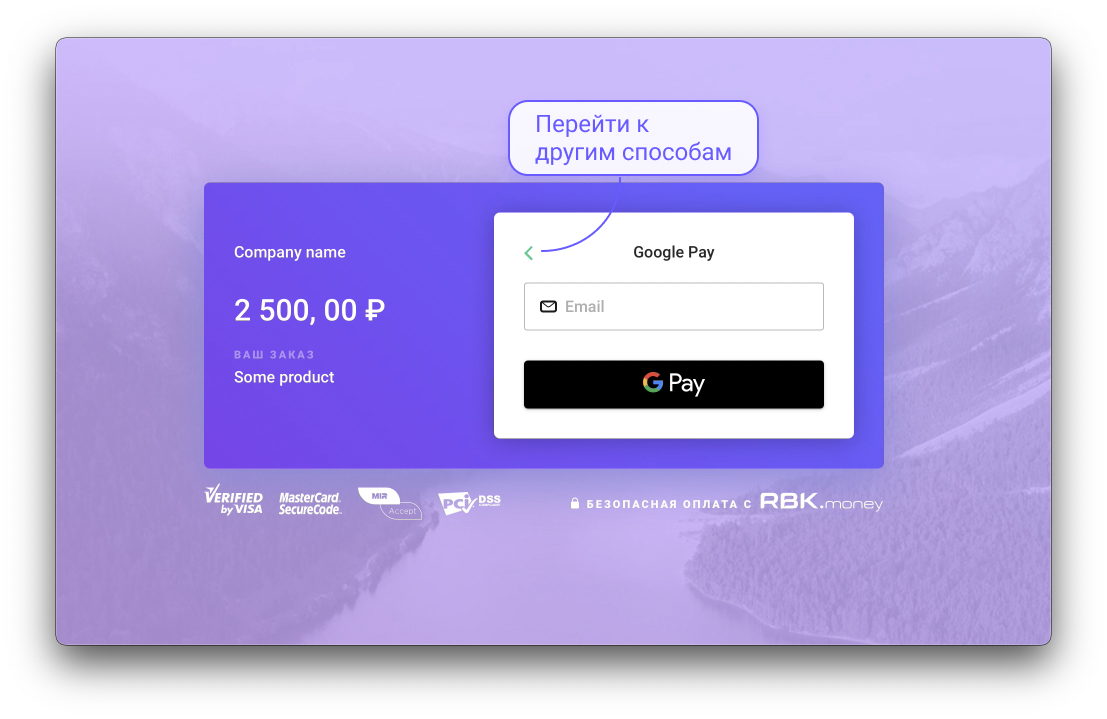 Перейти к
другим способам
Company name
Google Pay
2 500, 00 ₽
Email
ВАШ ЗАКАЗ
Some product
G Pay
VERIFIED
by VISA
MasterCard.
SecureCode.
MIR
Accept
PCI DSS
БЕЗОПАСНАЯ ОПЛАТА С RBK.money